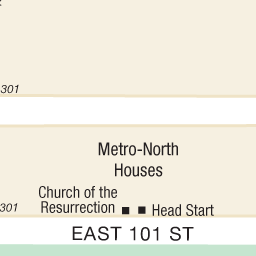 301
Metro-North
Houses
Church of the
Resurrection
Head Start
301
EAST 101 ST